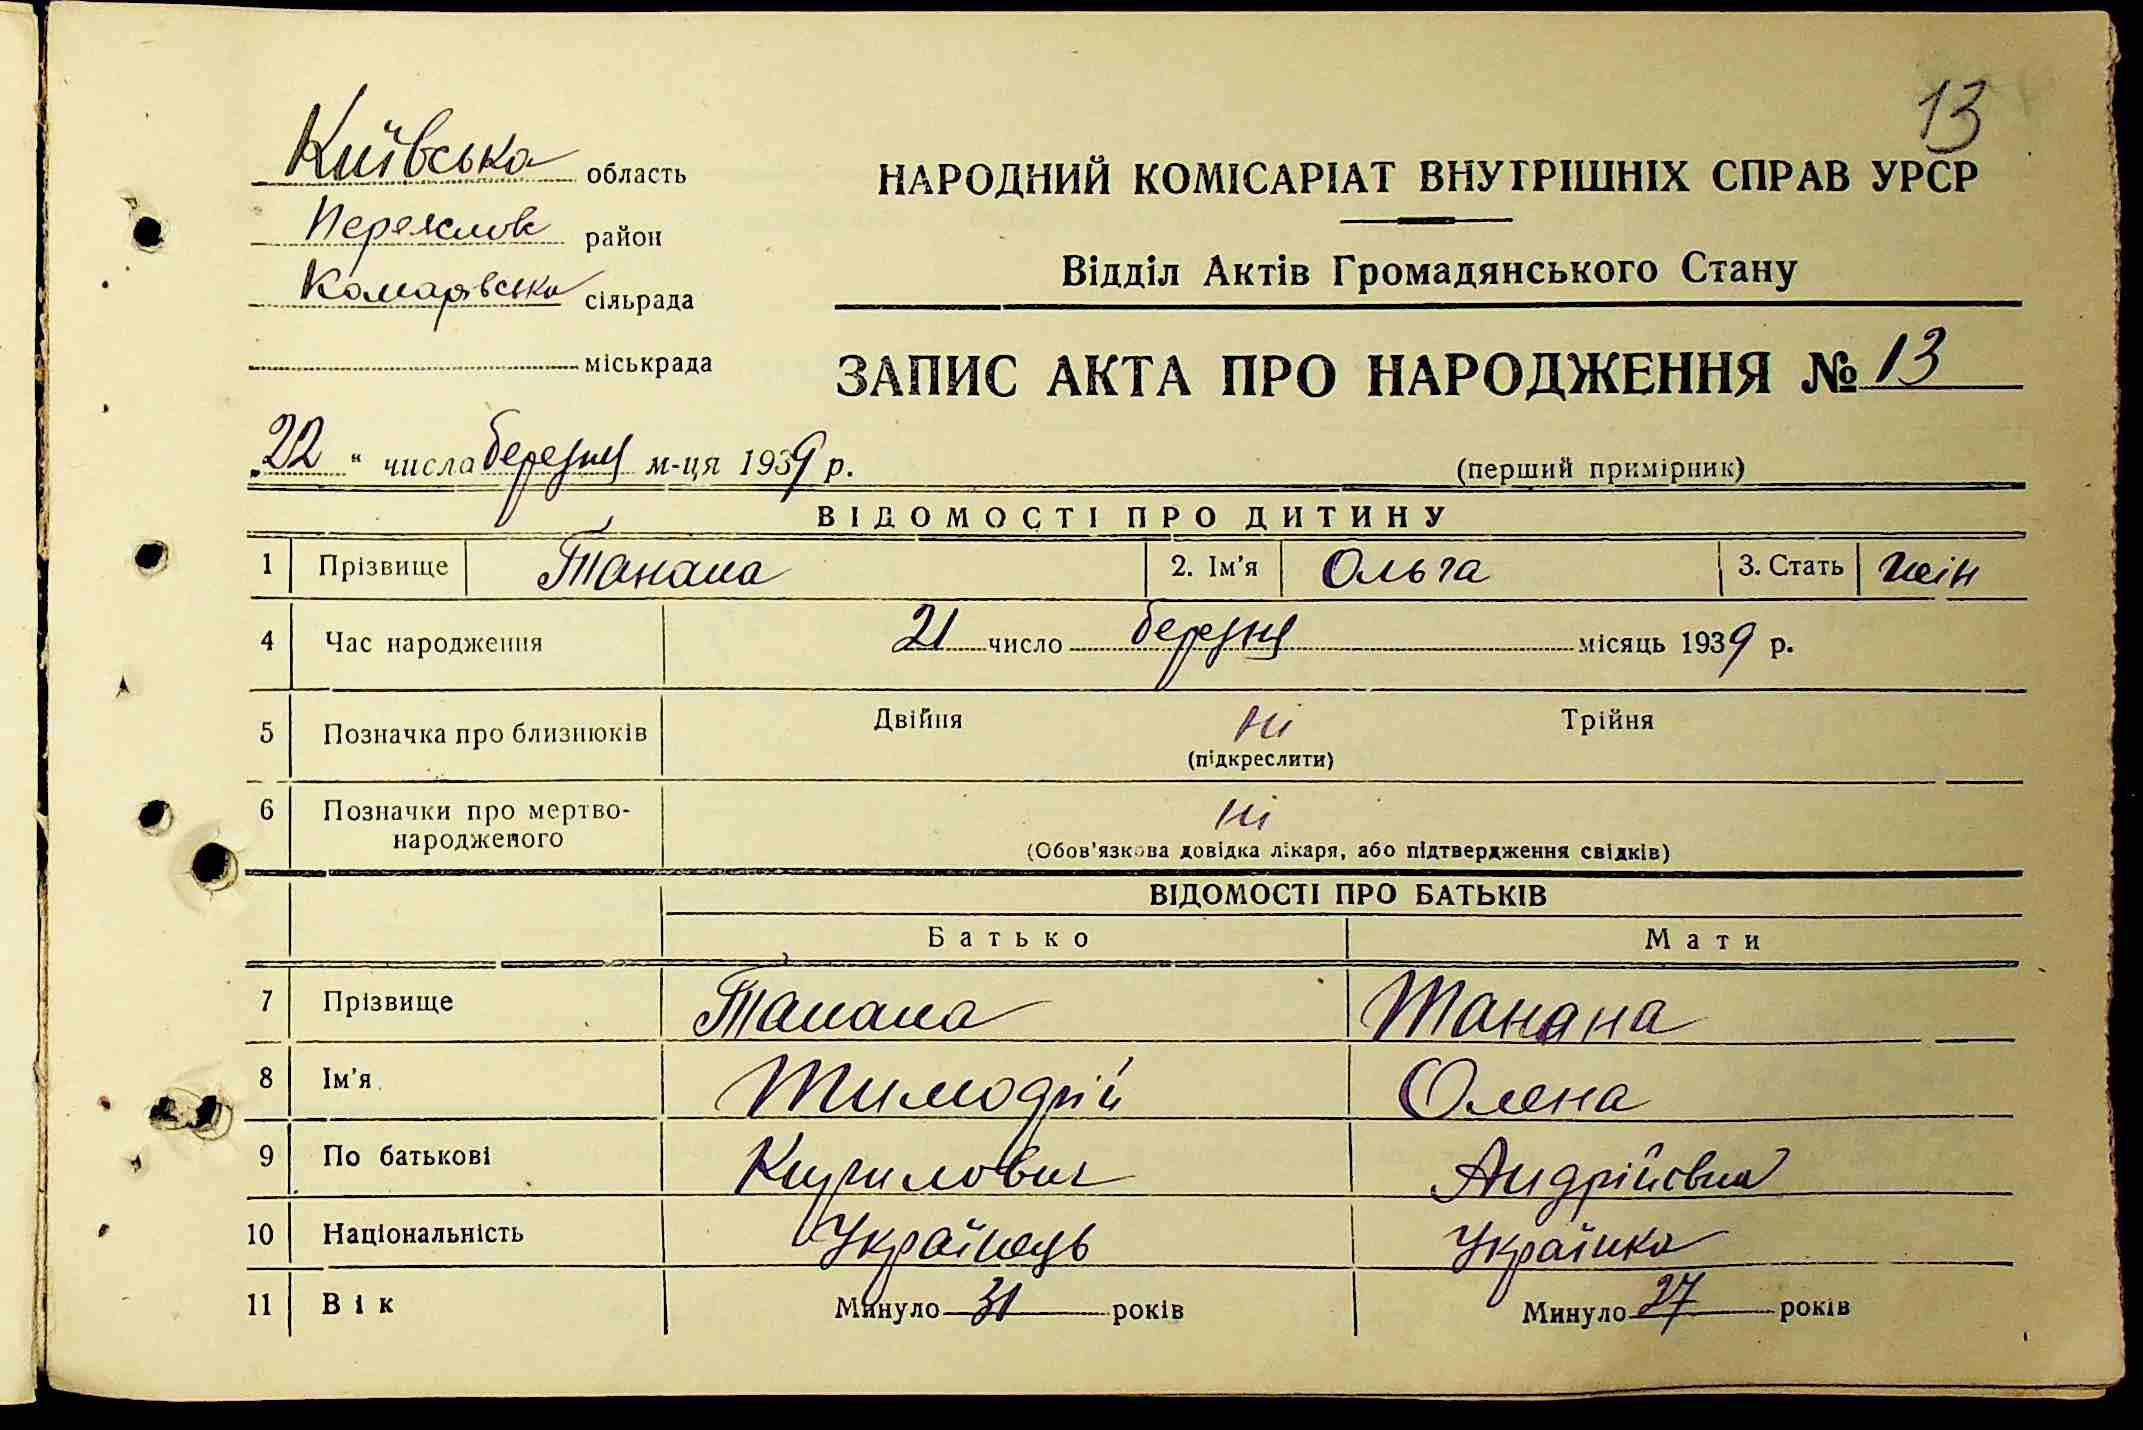 13
Київська область
НАРОДНИЙ КОМІСАРІАТ ВНУТРІШНІХ СПРАВ УРСР
Переяслов район
Відділ Актів Громадянського Стану
Комарівська сільрада
міськрада
ЗАПИС АКТА ПРО НАРОДЖЕННЯ № 13
„22" числа березня м-ця 1939 р.
(перший примірник)
ВІДОМОСТІ ПРО ДИТИНУ
1 Прізвище Танана 2. Ім'я Ольга 3. Стать жін
4 Час народження 21 число березня місяць 1939 р.
5 Позначка про близнюків Двійня ні Трійня
(підкреслити)
6 Позначки про мертво-
народженого ні
(Обов'язкова довідка лікаря, або підтвердження свідків)
ВІДОМОСТІ ПРО БАТЬКІВ
Батько Мати
7 Прізвище Танана Танана
8 Ім'я Олена
9 По батькові Кирилович Андріївна
10 Національність Українець Українка
11 Вік Минуло 31 років Минуло 27 років